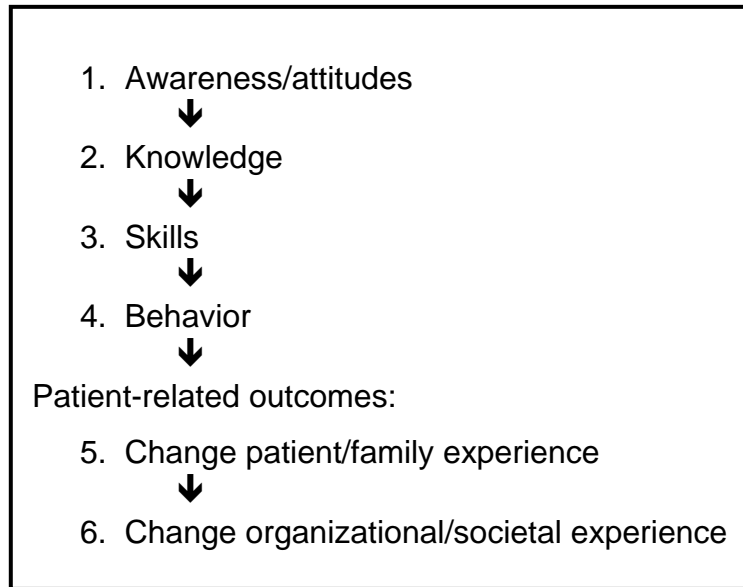 1. Awareness/attitudes
2. Knowledge
3. Skills
4. Behavior
Patient-related outcomes:
5. Change patient/family experience
6. Change organizational/societal experience